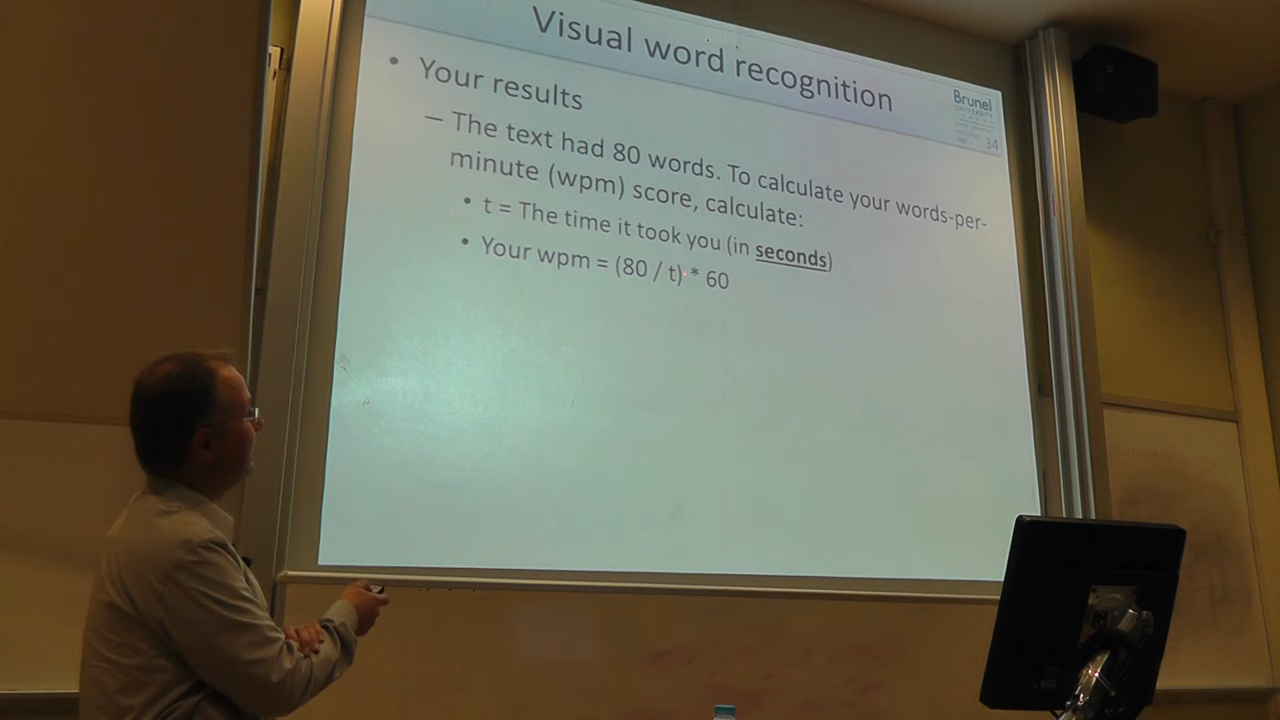 Visual word recognition
• Your results
– The text had 80 words. To calculate your words-per-
minute (wpm) score, calculate:
• t = The time it took you (in seconds)
• Your wpm = (80 / t) * 60
Brunel
UNIVERSITY
34